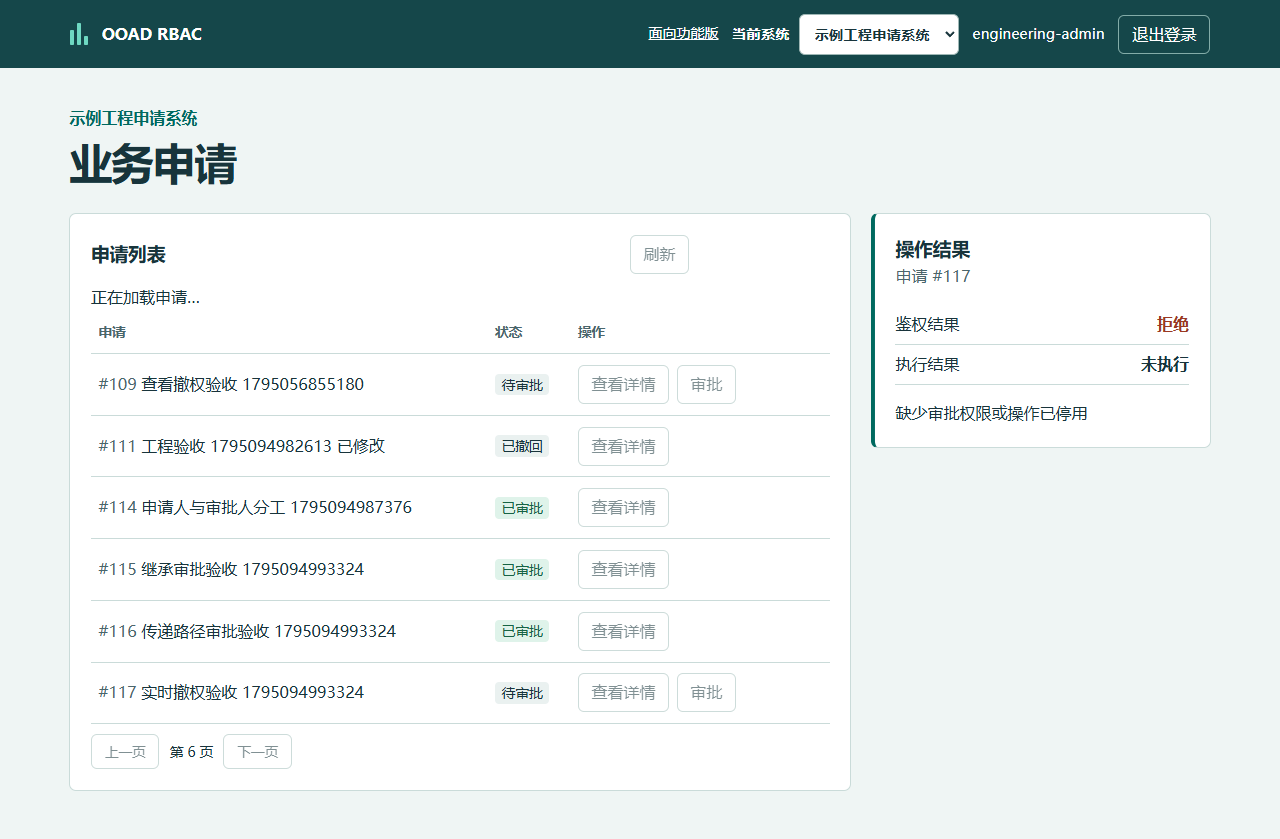 OOAD RBAC
面向功能版 当前系统 示例工程申请系统 engineering-admin 退出登录
示例工程申请系统
业务申请
申请列表 刷新
正在加载申请...
申请 状态 操作
#109 查看撤权验收 1795056855180 待审批 查看详情 审批
#111 工程验收 1795094982613 已修改 已撤回 查看详情
#114 申请人与审批人分工 1795094987376 已审批 查看详情
#115 继承审批验收 1795094993324 已审批 查看详情
#116 传递路径审批验收 1795094993324 已审批 查看详情
#117 实时撤权验收 1795094993324 待审批 查看详情 审批
上一页 第 6 页 下一页
操作结果
申请 #117
鉴权结果 拒绝
执行结果 未执行
缺少审批权限或操作已停用